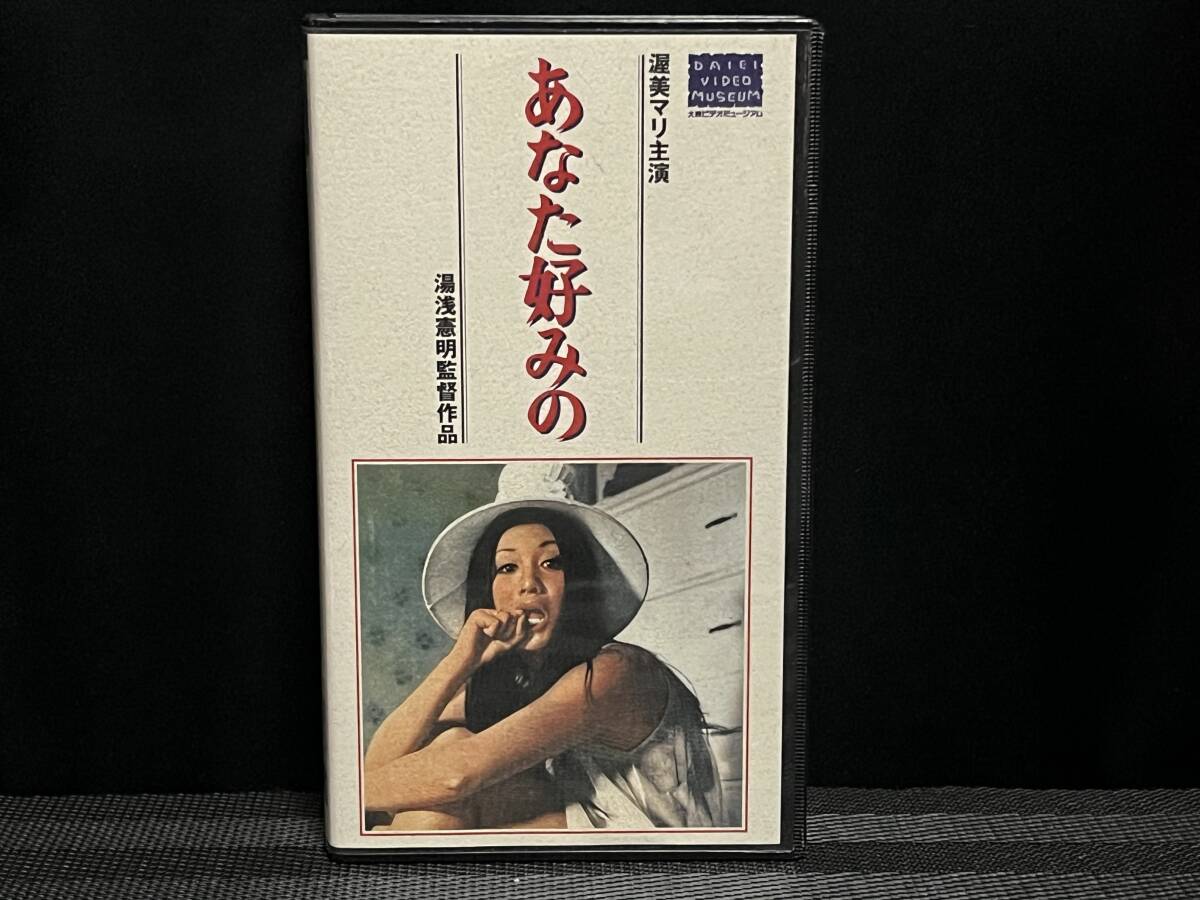 DAIEI
VIDEO
MUSEUM
大映ビデオミュージアム
渥美マリ主演
あなた好みの
湯浅憲明監督作品